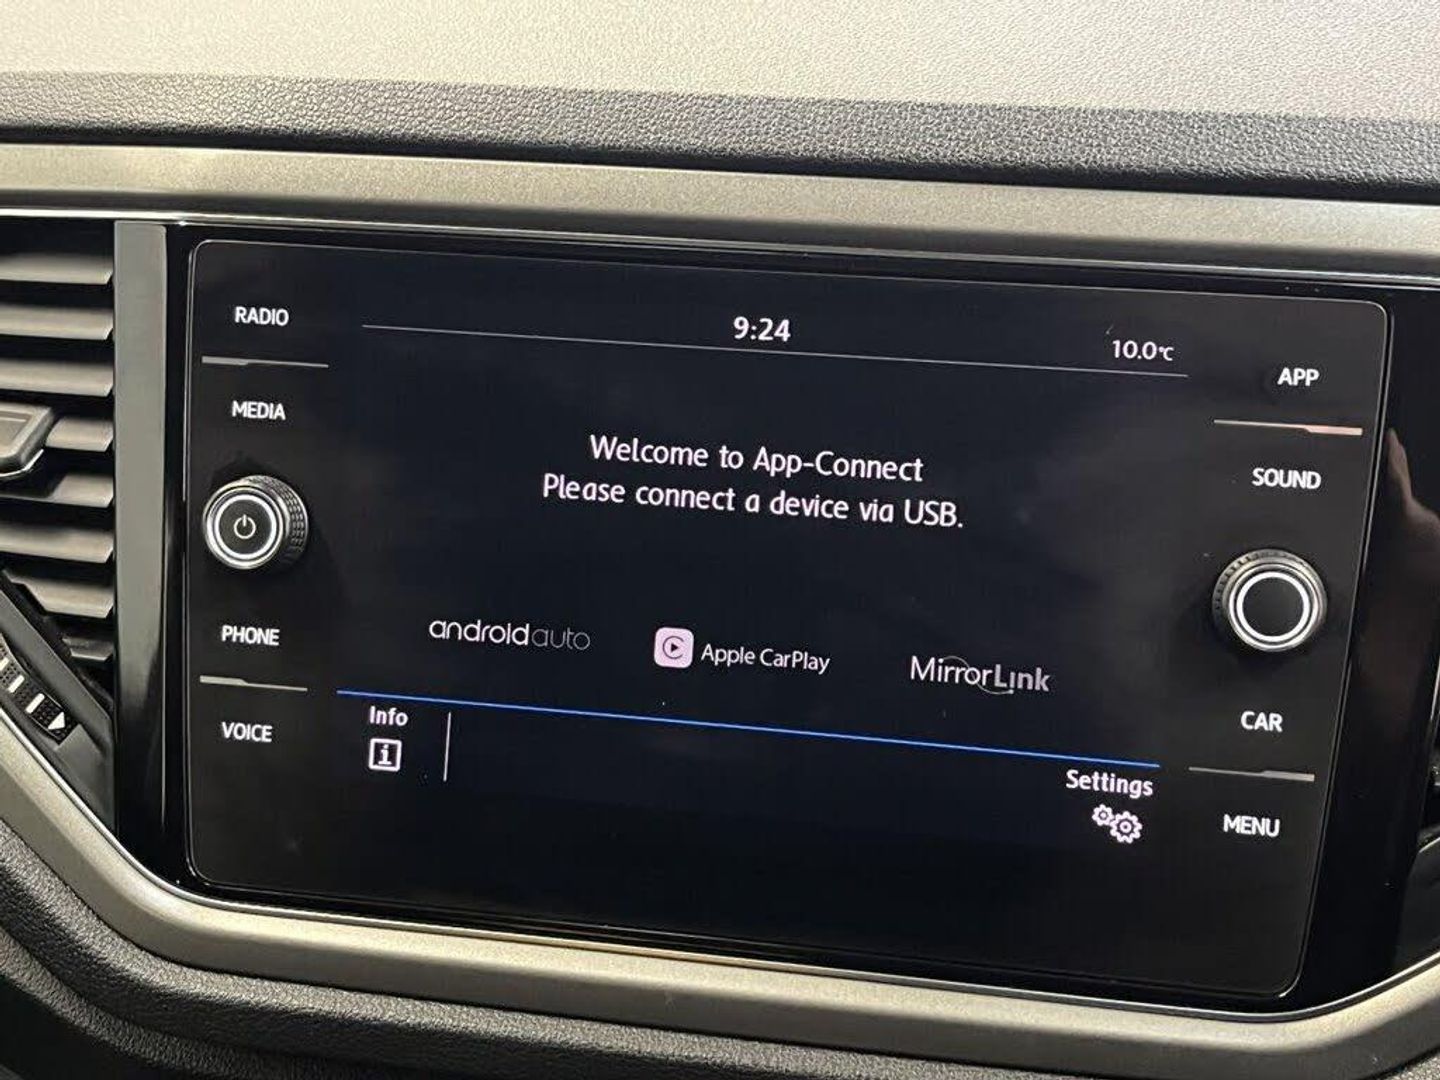 RADIO
MEDIA
PHONE
VOICE
9:24
10.0°C
Welcome to App-Connect
Please connect a device via USB.
androidauto
Apple CarPlay
MirrorLink
Info
i
Settings
APP
SOUND
CAR
MENU